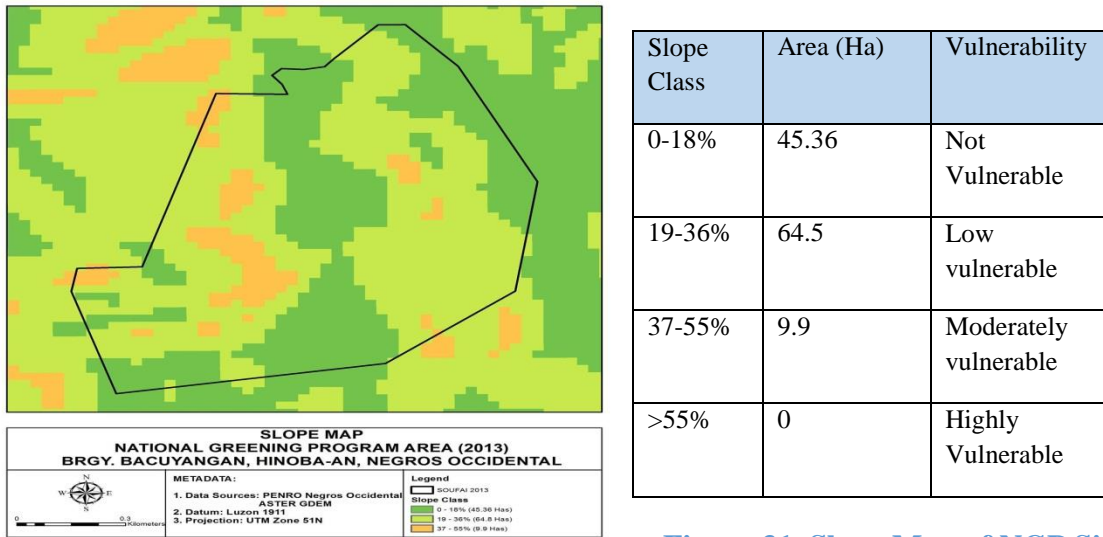 SLOPE MAP
NATIONAL GREENING PROGRAM AREA (2013)
BRGY. BACUYANGAN, HINOBA-AN, NEGROS OCCIDENTAL
N
W E
S
0 0.3
Kilometers
METADATA:
1. Data Sources: PENRO Negros Occidental
ASTER GDEM
2. Datum: Luzon 1911
3. Projection: UTM Zone 51N
Legend
SOUFAI 2013
Slope Class
0 - 18% (45.36 Has)
19 - 36% (64.8 Has)
37 - 55% (9.9 Has)
Slope Class Area (Ha) Vulnerability
0-18% 45.36 Not
Vulnerable
19-36% 64.5 Low
vulnerable
37-55% 9.9 Moderately
vulnerable
>55% 0 Highly
Vulnerable